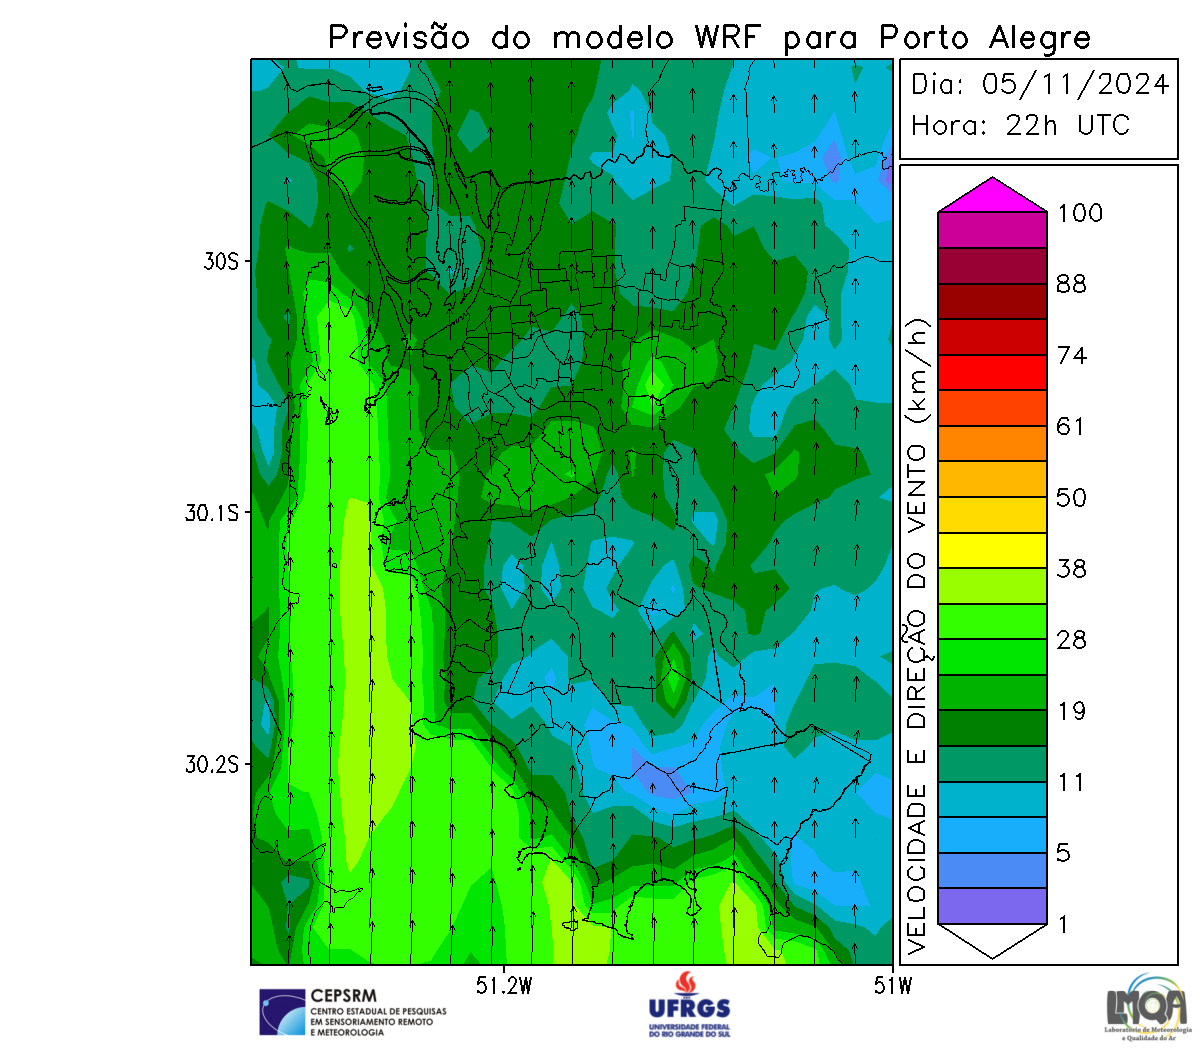 Previsão do modelo WRF para Porto Alegre
Dia: 05/11/2024
Hora: 22h UTC
30S
30.1S
30.2S
51.2W
51W
VELOCIDADE E DIREÇÃO DO VENTO (km/h)
100
88
74
61
50
38
28
19
11
5
1
CEPSRM
CENTRO ESTADUAL DE PESQUISAS
EM SENSORIAMENTO REMOTO
E METEOROLOGIA
UFRGS
UNIVERSIDADE FEDERAL
DO RIO GRANDE DO SUL
LMQA
Laboratório de Meteorologia
e Qualidade do Ar